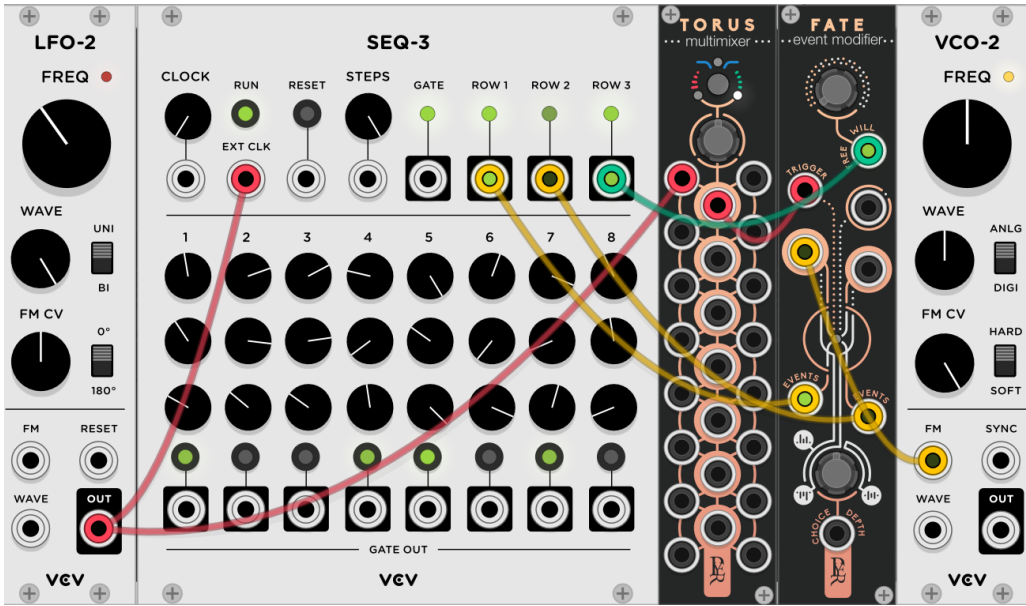 LFO-2
FREQ
WAVE
UNI
BI
FM CV
0°
180°
FM
RESET
WAVE
OUT
VCV
SEQ-3
CLOCK
RUN
RESET
STEPS
GATE
ROW 1
ROW 2
ROW 3
EXT CLK
1 2 3 4 5 6 7 8
GATE OUT
VCV
TORUS
multimixer
FATE
event modifier
FREE WILL
TRIGGER
EVENTS
EVENTS
CHOICE DEPTH
VCO-2
FREQ
WAVE
ANLG
DIGI
FM CV
HARD
SOFT
FM
SYNC
WAVE
OUT
VCV